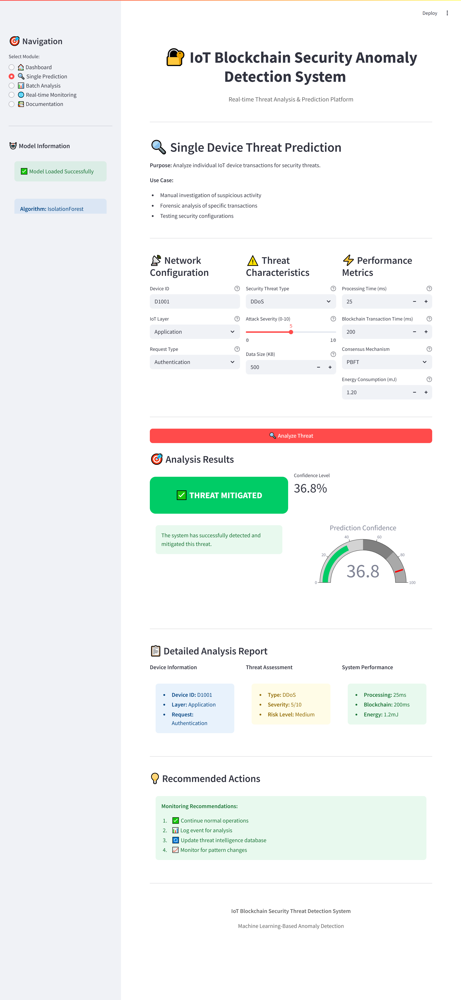 Deploy
Navigation
Select Module:
Dashboard
Single Prediction
Batch Analysis
Real-time Monitoring
Documentation
Model Information
Model Loaded Successfully
Algorithm: IsolationForest
IoT Blockchain Security Anomaly
Detection System
Real-time Threat Analysis & Prediction Platform
Single Device Threat Prediction
Purpose: Analyze individual IoT device transactions for security threats.
Use Case:
• Manual investigation of suspicious activity
• Forensic analysis of specific transactions
• Testing security configurations
Network
Configuration
Device ID
D1001
IoT Layer
Application
Request Type
Authentication
Threat
Characteristics
Security Threat Type
DDoS
Attack Severity (0-10)
5
0 10
Data Size (KB)
500
Performance
Metrics
Processing Time (ms)
25
Blockchain Transaction Time (ms)
200
Consensus Mechanism
PBFT
Energy Consumption (mJ)
1.20
Analyze Threat
Analysis Results
THREAT MITIGATED
The system has successfully detected and
mitigated this threat.
Confidence Level
36.8%
Prediction Confidence
0
20
40
60
80
100
36.8
Detailed Analysis Report
Device Information
• Device ID: D1001
• Layer: Application
• Request:
Authentication
Threat Assessment
• Type: DDoS
• Severity: 5/10
• Risk Level: Medium
System Performance
• Processing: 25ms
• Blockchain: 200ms
• Energy: 1.2mJ
Recommended Actions
Monitoring Recommendations:
1. Continue normal operations
2. Log event for analysis
3. Update threat intelligence database
4. Monitor for pattern changes
IoT Blockchain Security Threat Detection System
Machine Learning-Based Anomaly Detection